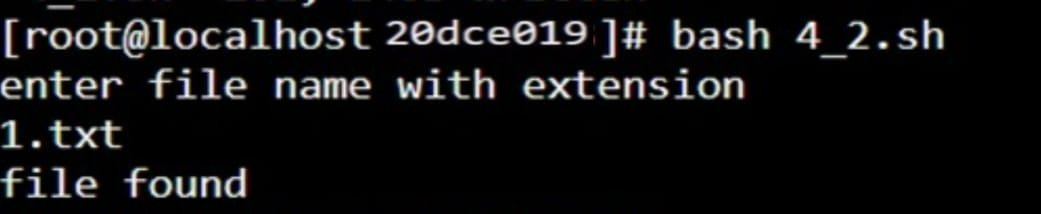 [root@localhost 20dce019 ]# bash 4_2.sh
enter file name with extension
1.txt
file found